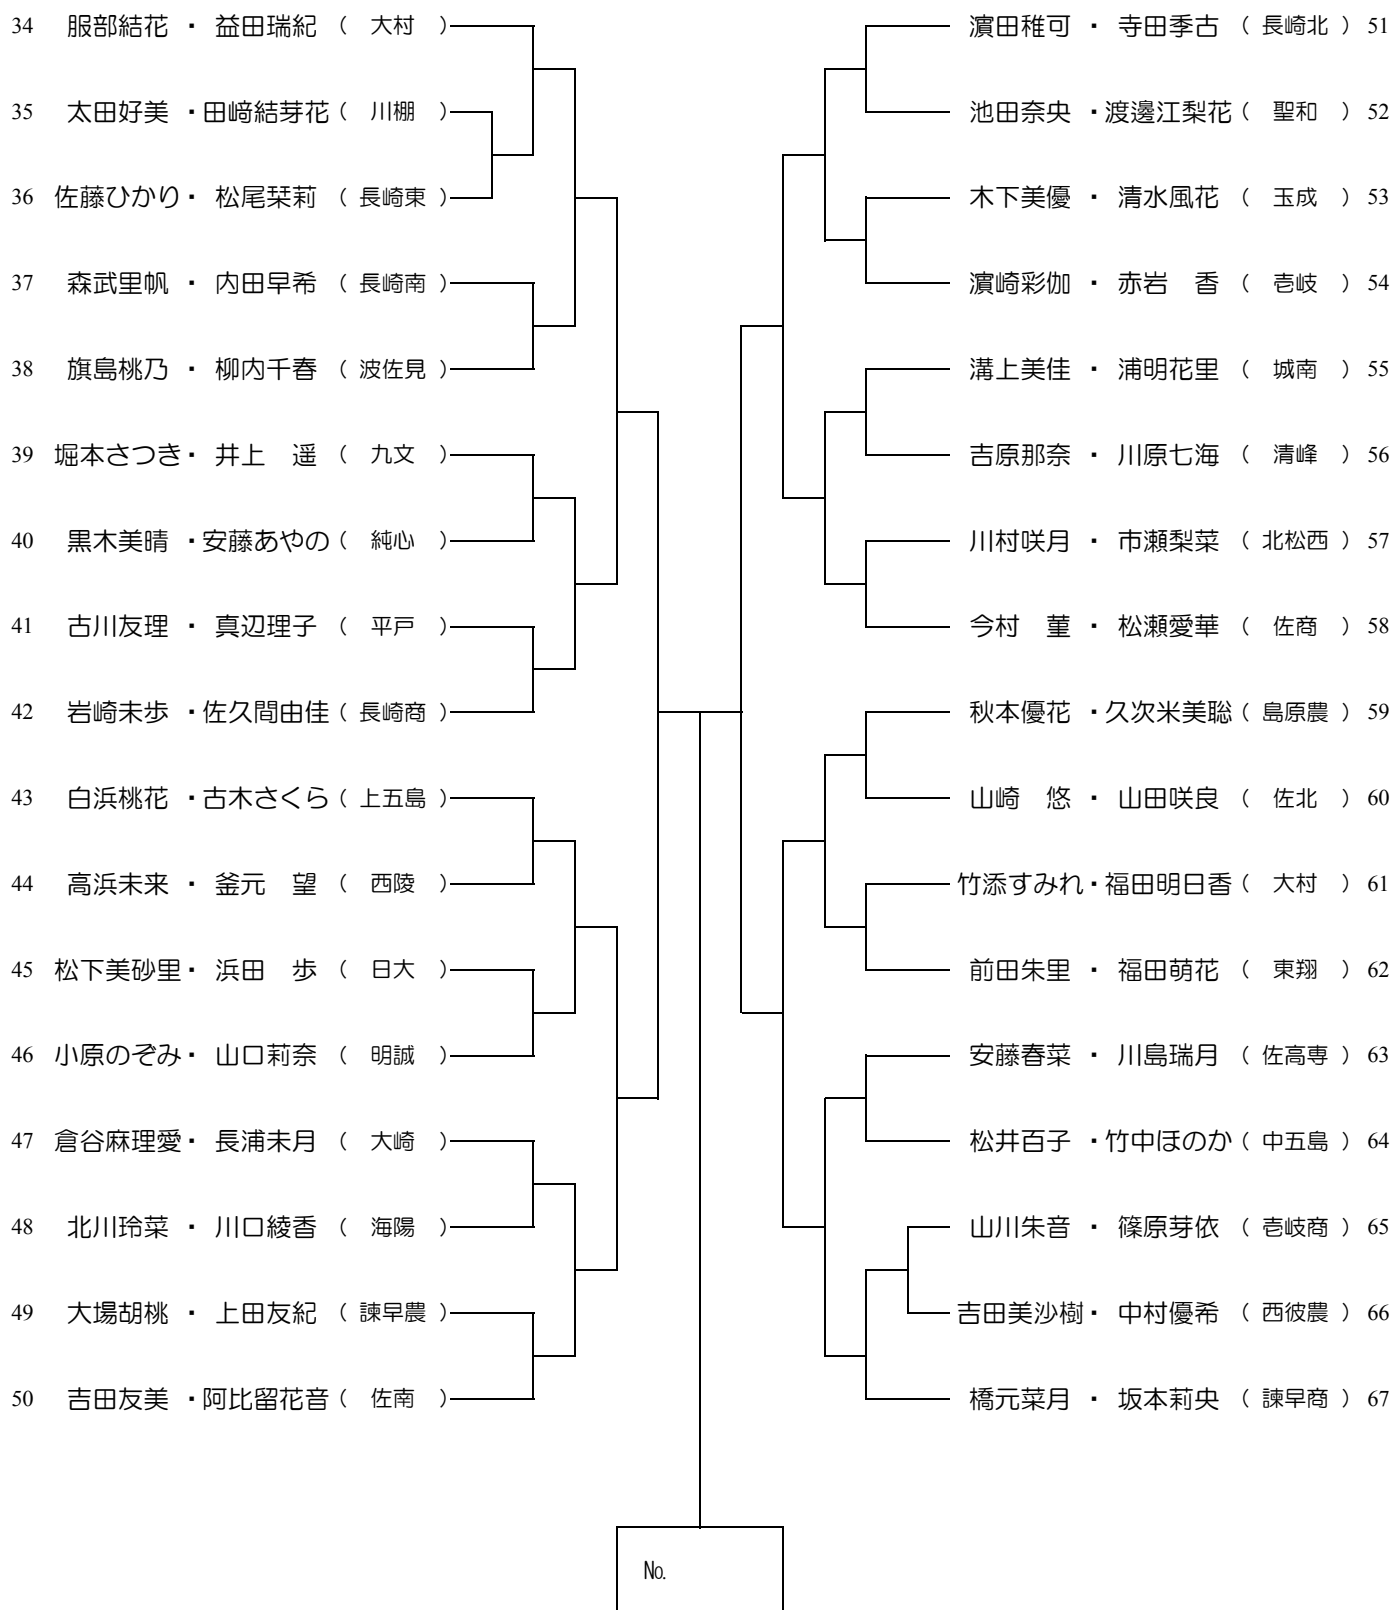 34 服部結花 ・ 益田瑞紀 （ 大村 ）
35 太田好美 ・田﨑結芽花（ 川棚 ）
36 佐藤ひかり・ 松尾栞莉 （ 長崎東 ）
37 森武里帆 ・ 内田早希 （ 長崎南 ）
38 旗島桃乃 ・ 柳内千春 （ 波佐見 ）
39 堀本さつき・ 井上　遥 （ 九文 ）
40 黒木美晴 ・安藤あやの（ 純心 ）
41 古川友理 ・ 真辺理子 （ 平戸 ）
42 岩崎未歩 ・佐久間由佳（ 長崎商 ）
43 白浜桃花 ・古木さくら（ 上五島 ）
44 高浜未来 ・ 釜元　望 （ 西陵 ）
45 松下美砂里・ 浜田　歩 （ 日大 ）
46 小原のぞみ・ 山口莉奈 （ 明誠 ）
47 倉谷麻理愛・ 長浦未月 （ 大崎 ）
48 北川玲菜 ・ 川口綾香 （ 海陽 ）
49 大場胡桃 ・ 上田友紀 （ 諫早農 ）
50 吉田友美 ・阿比留花音（ 佐南 ）
濵田稚可 ・ 寺田季古 （ 長崎北 ） 51
池田奈央 ・渡邊江梨花（ 聖和 ） 52
木下美優 ・ 清水風花 （ 玉成 ） 53
濵崎彩伽 ・ 赤岩　香 （ 壱岐 ） 54
溝上美佳 ・ 浦明花里 （ 城南 ） 55
吉原那奈 ・ 川原七海 （ 清峰 ） 56
川村咲月 ・ 市瀬梨菜 （ 北松西 ） 57
今村　菫 ・ 松瀬愛華 （ 佐商 ） 58
秋本優花 ・久次米美聡（ 島原農 ） 59
山崎　悠 ・ 山田咲良 （ 佐北 ） 60
竹添すみれ・福田明日香（ 大村 ） 61
前田朱里 ・ 福田萌花 （ 東翔 ） 62
安藤春菜 ・ 川島瑞月 （ 佐高専 ） 63
松井百子 ・竹中ほのか（ 中五島 ） 64
山川朱音 ・ 篠原芽依 （ 壱岐商 ） 65
吉田美沙樹・ 中村優希 （ 西彼農 ） 66
橋元菜月 ・ 坂本莉央 （ 諫早商 ） 67
No.